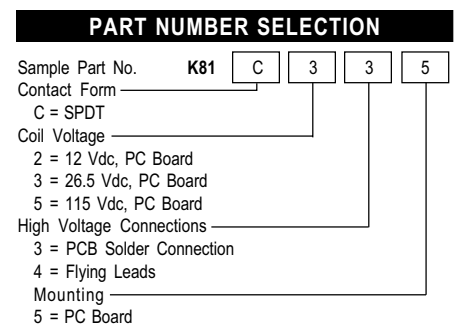 PART NUMBER SELECTION
Sample Part No. K81 C 3 3 5
Contact Form
C = SPDT
Coil Voltage
2 = 12 Vdc, PC Board
3 = 26.5 Vdc, PC Board
5 = 115 Vdc, PC Board
High Voltage Connections
3 = PCB Solder Connection
4 = Flying Leads
Mounting
5 = PC Board